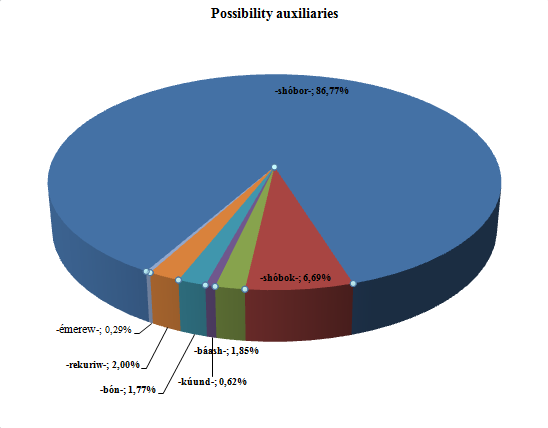 Possibility auxiliaries
-shóbor-; 86,77%
-shóbok-; 6,69%
-émerew-; 0,29%
-báash-; 1,85%
-rekuriw-; 2,00%
-kúund-; 0,62%
-bón-; 1,77%